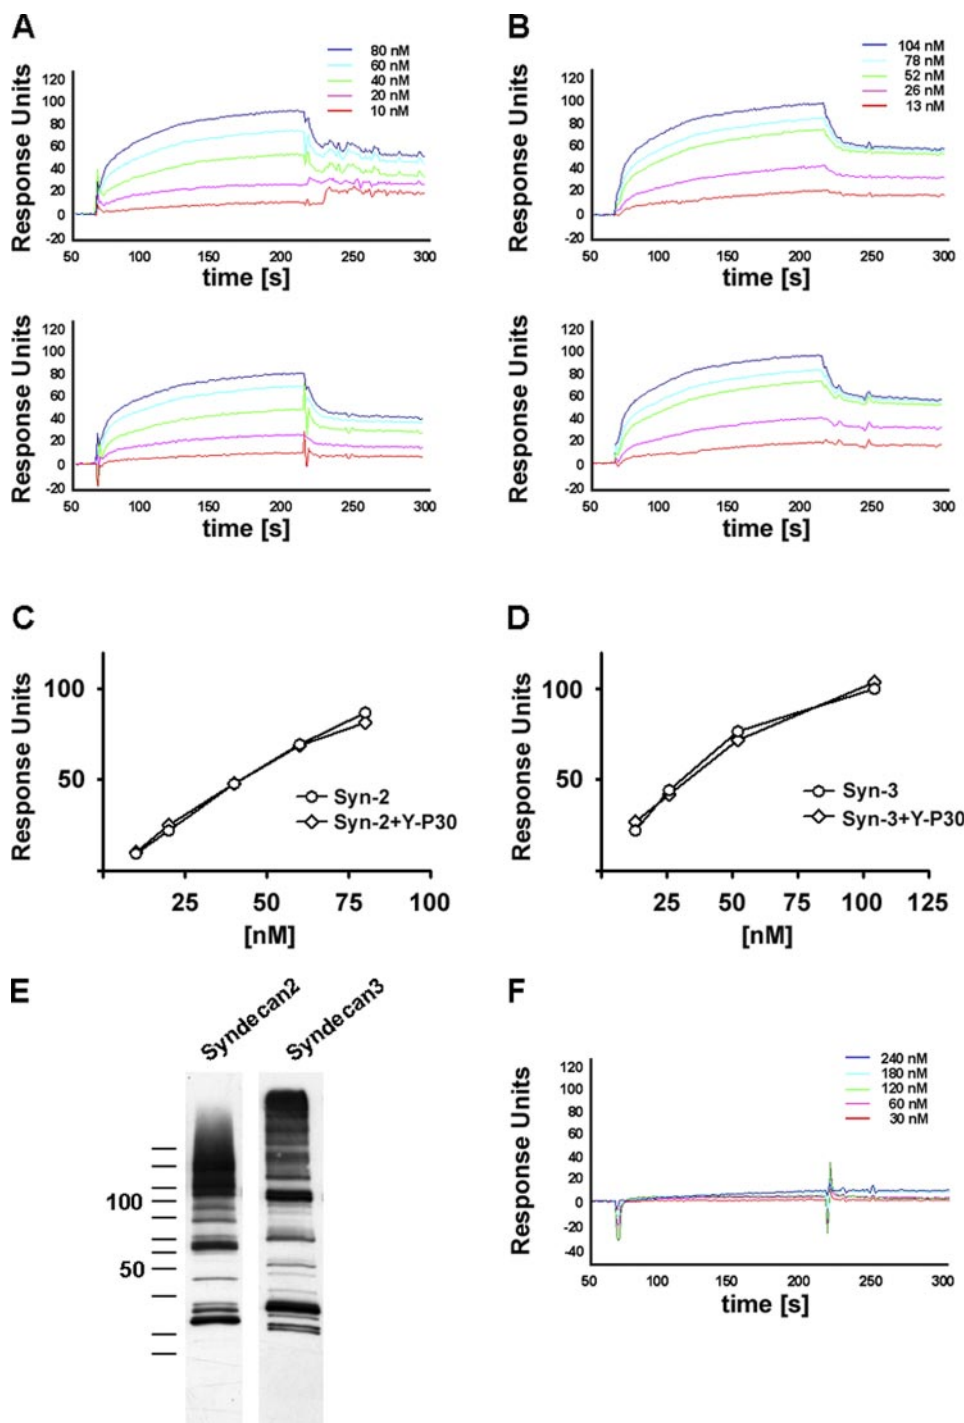 A
80 nM
60 nM
40 nM
20 nM
10 nM
Response Units
120
100
80
60
40
20
0
-20
50 100 150 200 250 300
time [s]
B
104 nM
78 nM
52 nM
26 nM
13 nM
Response Units
120
100
80
60
40
20
0
-20
50 100 150 200 250 300
time [s]
Response Units
120
100
80
60
40
20
0
-20
50 100 150 200 250 300
time [s]
Response Units
120
100
80
60
40
20
0
-20
50 100 150 200 250 300
time [s]
C
Response Units
100
50
Syn-2
Syn-2+Y-P30
25 50 75 100
[nM]
D
Response Units
100
50
Syn-3
Syn-3+Y-P30
25 50 75 100 125
[nM]
E
Syndecan2
Syndecan3
100
50
F
240 nM
180 nM
120 nM
60 nM
30 nM
Response Units
120
100
80
60
40
20
0
-20
-40
50 100 150 200 250 300
time [s]